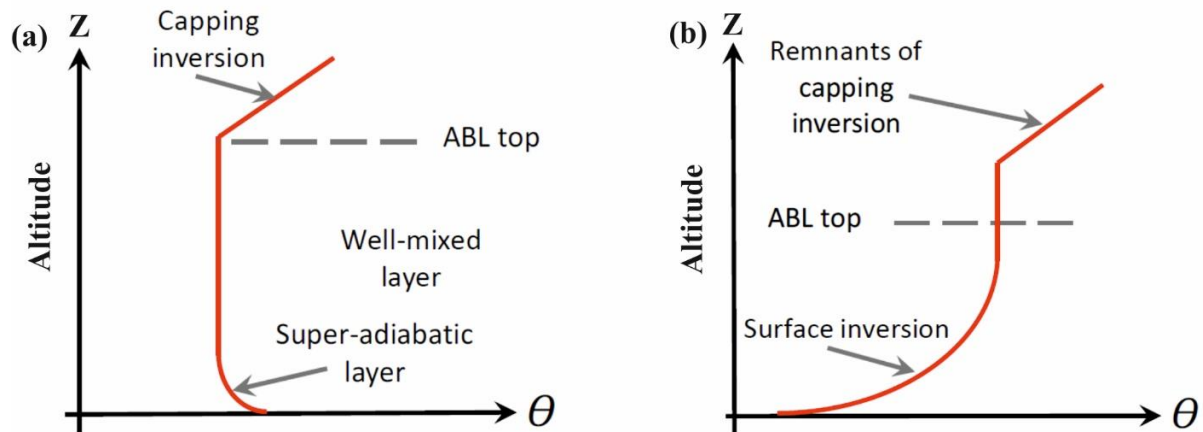 (a)
Z
Altitude
Capping
inversion
ABL top
Well-mixed
layer
Super-adiabatic
layer
θ
(b)
Z
Altitude
Remnants of
capping
inversion
ABL top
Surface inversion
θ